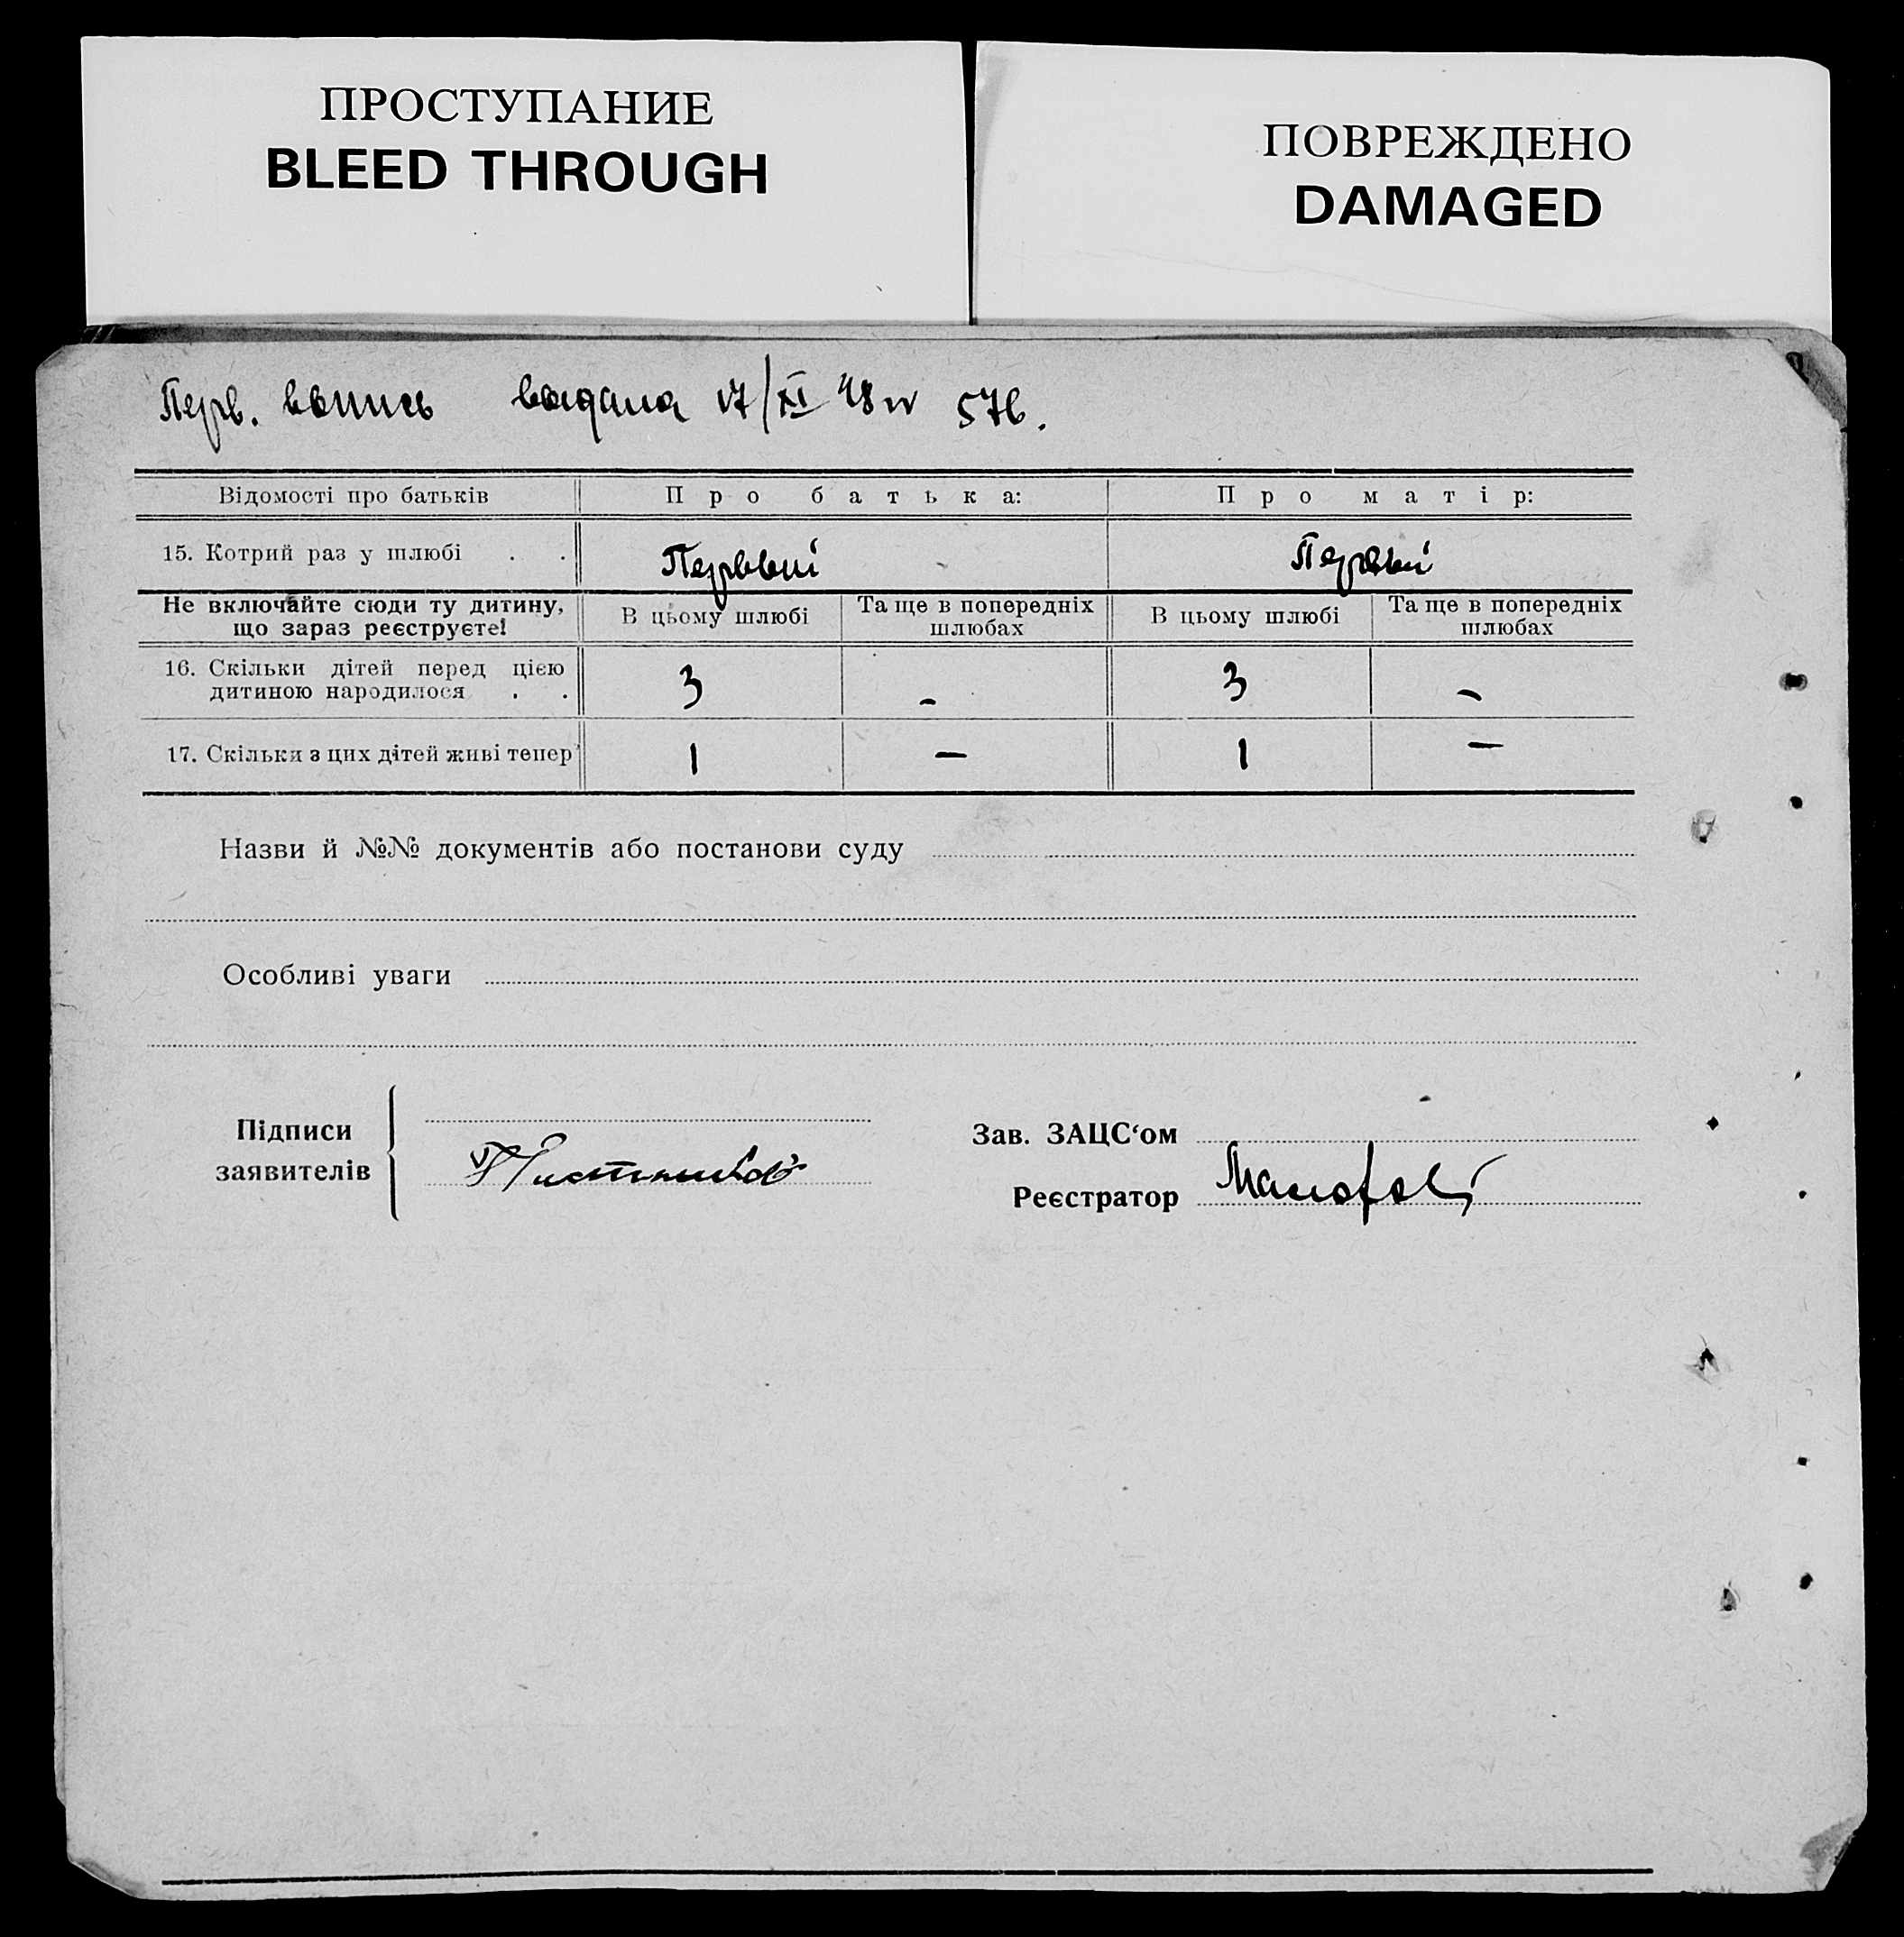 ПРОСТУПАНИЕ
BLEED THROUGH
ПОВРЕЖДЕНО
DAMAGED
Перв. выпись выдана 17/XI 48 576.
Відомості про батьків Про батька: Про матір:
15. Котрий раз у шлюбі . . Первый Первый
Не включайте сюди ту дитину, що зараз реєструєте! В цьому шлюбі Та ще в попередніх шлюбах В цьому шлюбі Та ще в попередніх шлюбах
16. Скільки дітей перед цією дитиною народилося . . 3 - 3 -
17. Скільки з цих дітей живі тепер 1 — 1 —
Назви й №№ документів або постанови суду
Особливі уваги
Підписи заявителів
Зав. ЗАЦС‘ом
Реєстратор